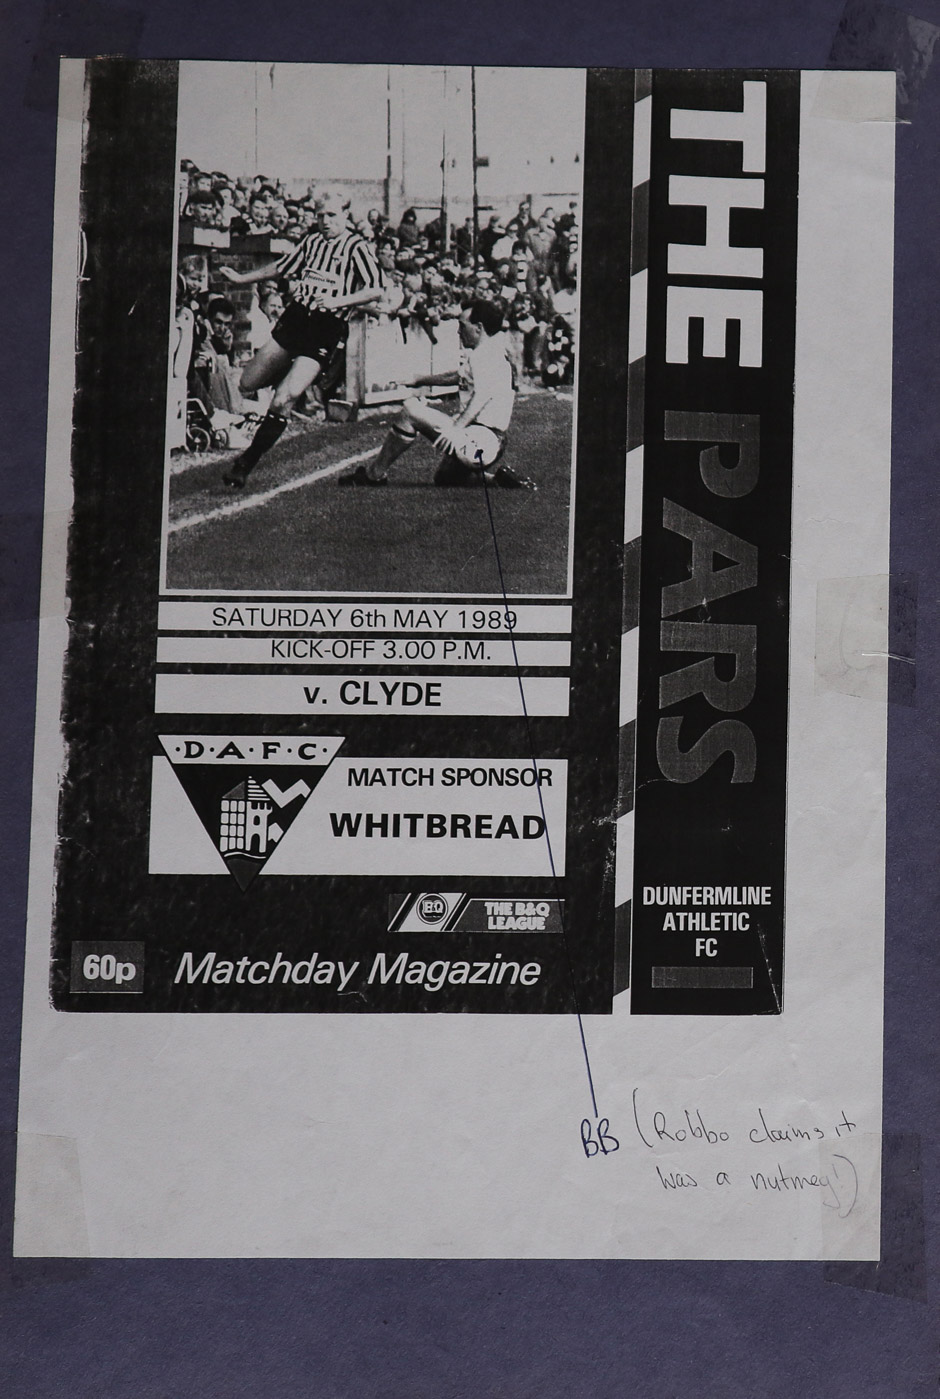 THE PARS
SATURDAY 6th MAY 1989
KICK-OFF 3.00 P.M.
v. CLYDE
·D·A·F·C·
MATCH SPONSOR
WHITBREAD
B&Q
THE B&Q
LEAGUE
60p
Matchday Magazine
DUNFERMLINE
ATHLETIC
FC
BB (Robbo claims it
was a nutmeg!)